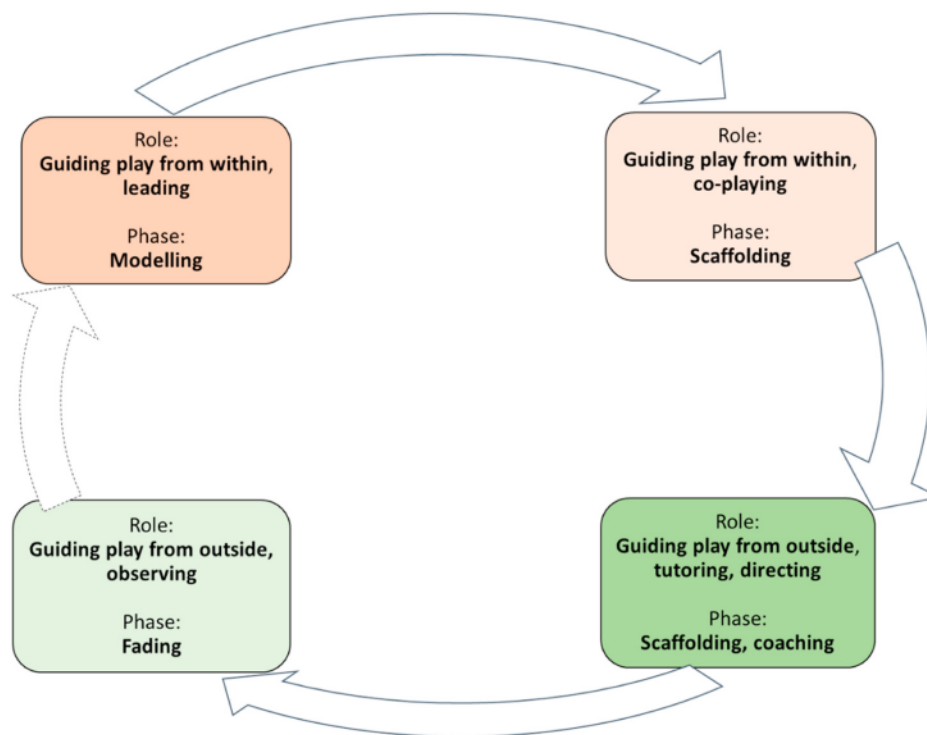 Role:
Guiding play from within,
leading
Phase:
Modelling
Role:
Guiding play from within,
co-playing
Phase:
Scaffolding
Role:
Guiding play from outside,
observing
Phase:
Fading
Role:
Guiding play from outside,
tutoring, directing
Phase:
Scaffolding, coaching